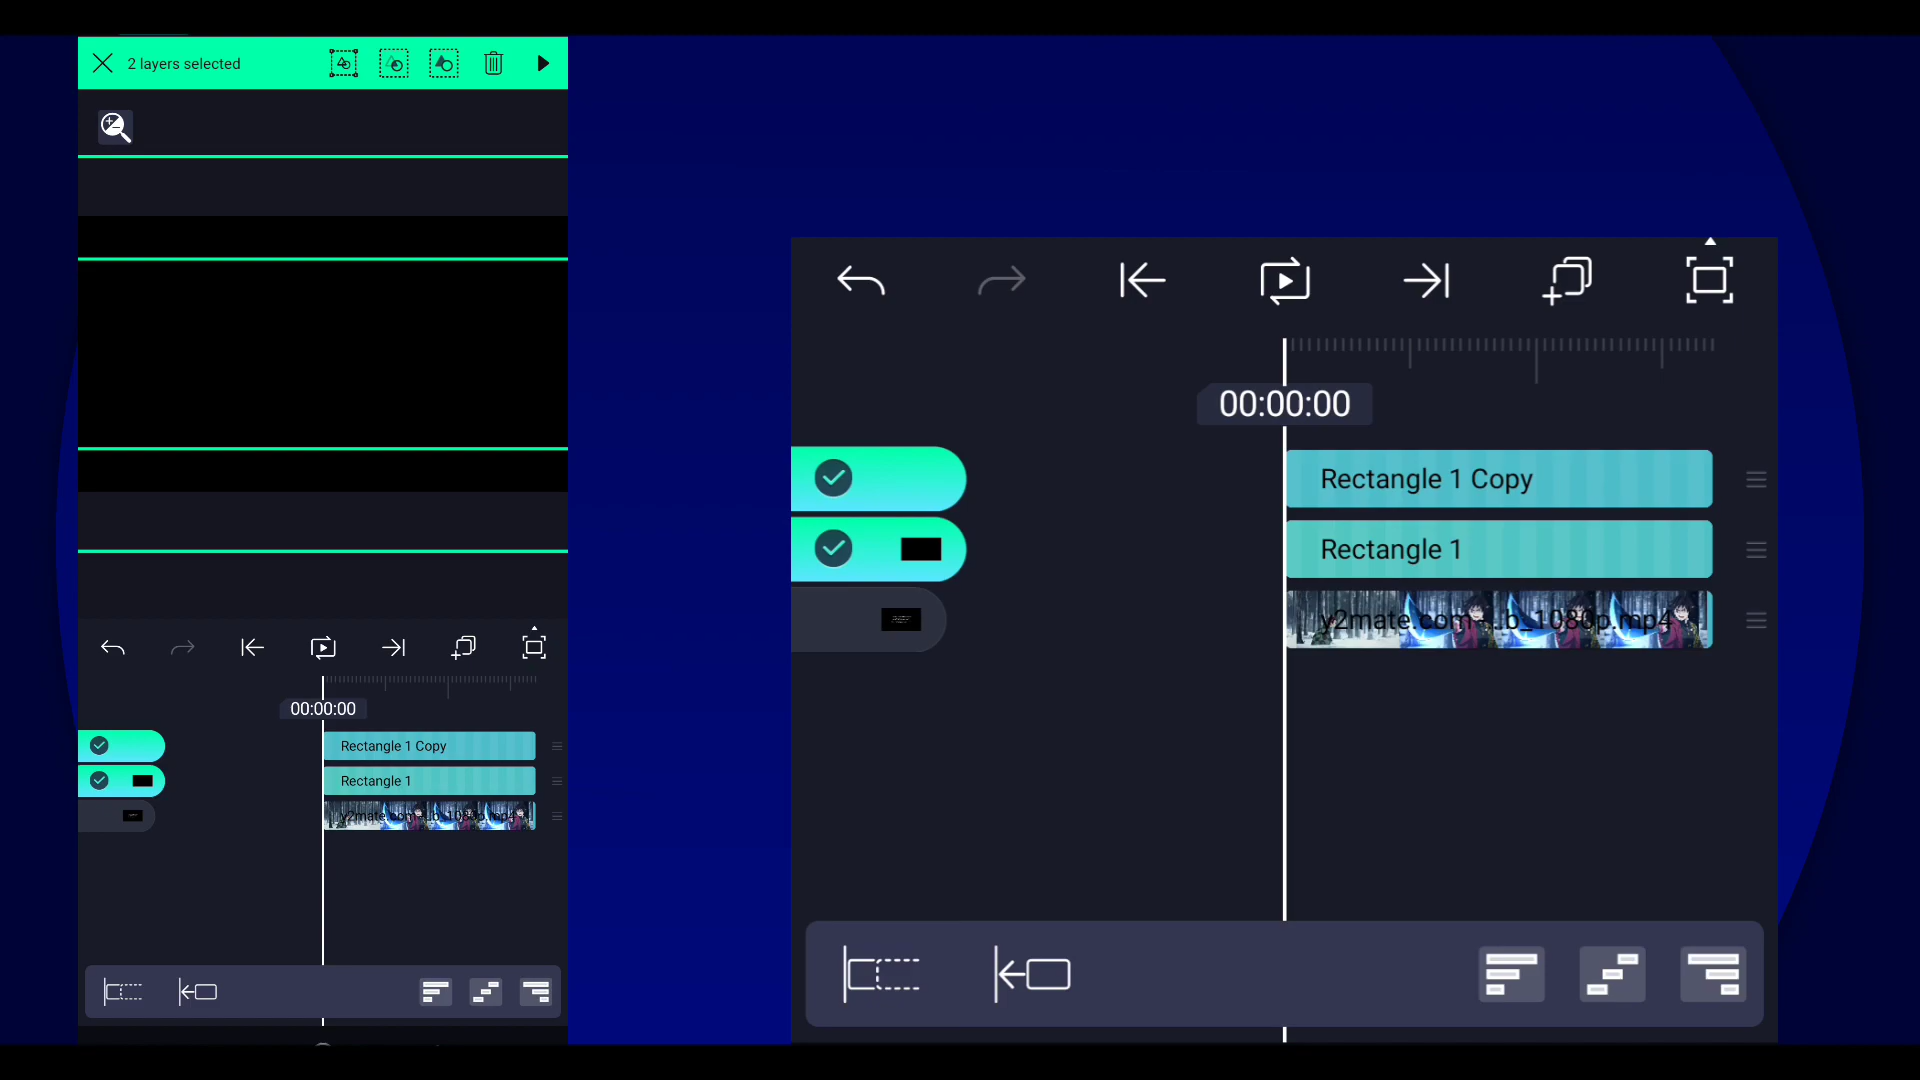 2 layers selected
00:00:00
Rectangle 1 Copy
Rectangle 1
y2mate.com - ..b_1080p.mp4
00:00:00
Rectangle 1 Copy
Rectangle 1
y2mate.com - ..b_1080p.mp4